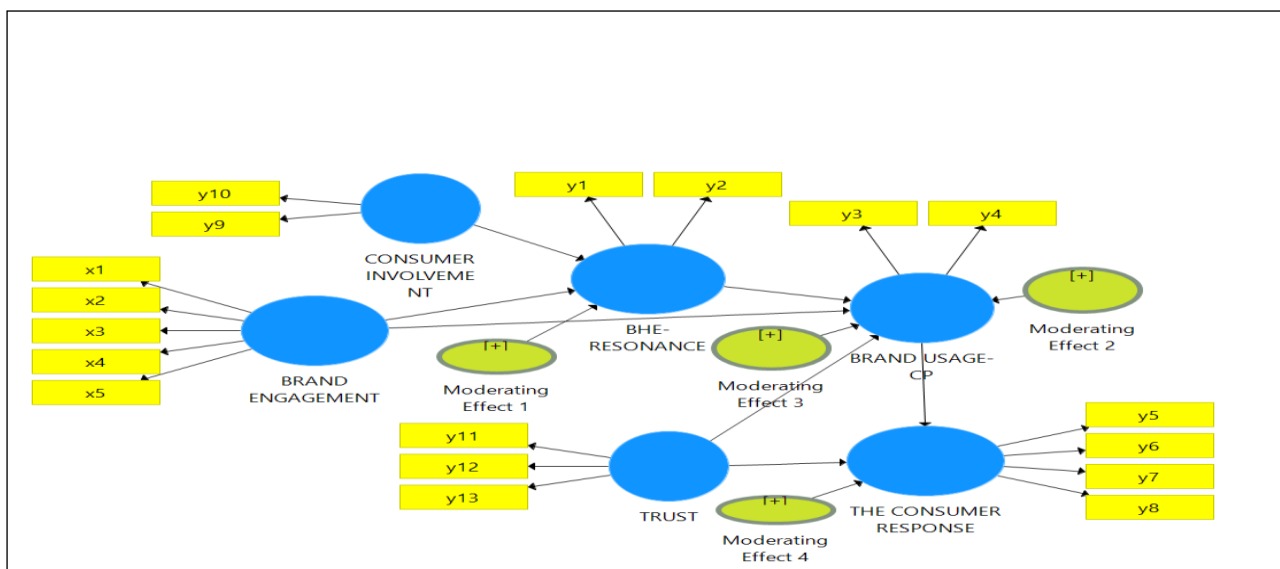 y1
y2
y10
y9
y3
y4
CONSUMER
INVOLVEME
NT
x1
x2
x3
x4
x5
BRAND
ENGAGEMENT
[+]
Moderating
Effect 1
BHE-
RESONANCE
[+]
Moderating
Effect 3
BRAND USAGE-
CP
[+]
Moderating
Effect 2
y11
y12
y13
TRUST
[+]
Moderating
Effect 4
THE CONSUMER
RESPONSE
y5
y6
y7
y8